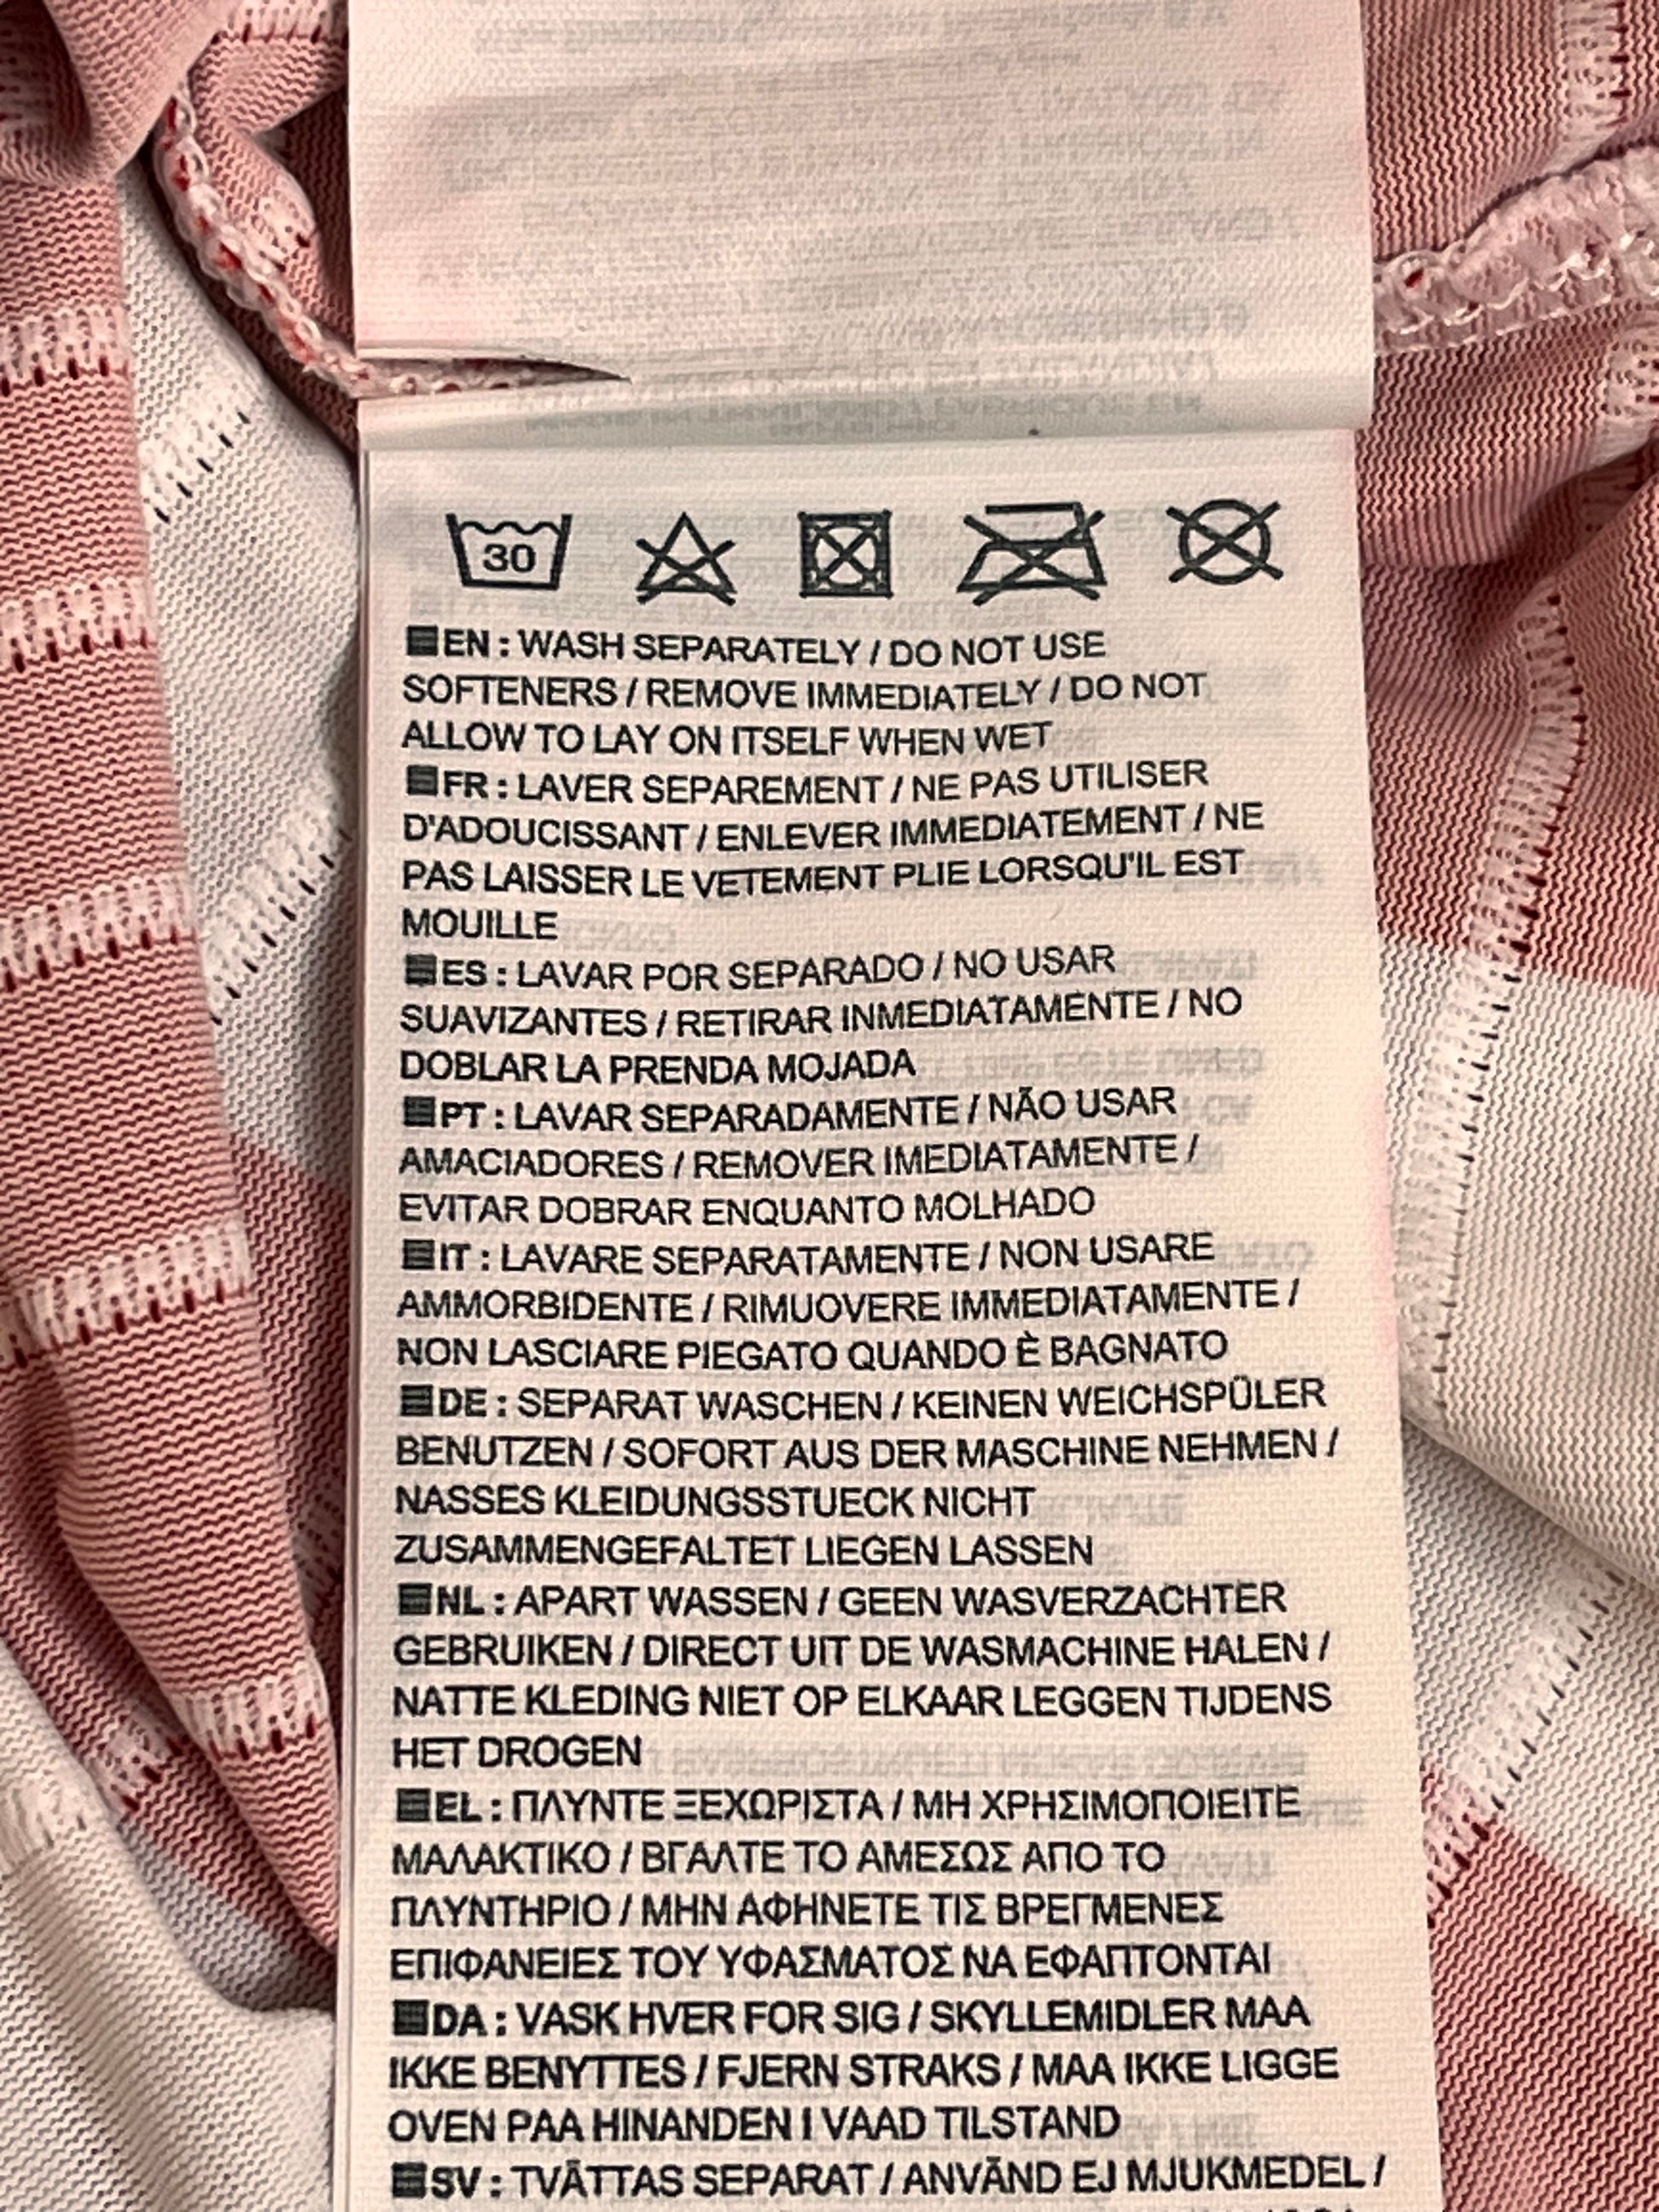 30
EN : WASH SEPARATELY / DO NOT USE
SOFTENERS / REMOVE IMMEDIATELY / DO NOT
ALLOW TO LAY ON ITSELF WHEN WET
FR : LAVER SEPAREMENT / NE PAS UTILISER
D'ADOUCISSANT / ENLEVER IMMEDIATEMENT / NE
PAS LAISSER LE VETEMENT PLIE LORSQU'IL EST
MOUILLE
ES : LAVAR POR SEPARADO / NO USAR
SUAVIZANTES / RETIRAR INMEDIATAMENTE / NO
DOBLAR LA PRENDA MOJADA
PT : LAVAR SEPARADAMENTE / NÃO USAR
AMACIADORES / REMOVER IMEDIATAMENTE /
EVITAR DOBRAR ENQUANTO MOLHADO
IT : LAVARE SEPARATAMENTE / NON USARE
AMMORBIDENTE / RIMUOVERE IMMEDIATAMENTE /
NON LASCIARE PIEGATO QUANDO È BAGNATO
DE : SEPARAT WASCHEN / KEINEN WEICHSPÜLER
BENUTZEN / SOFORT AUS DER MASCHINE NEHMEN /
NASSES KLEIDUNGSSTUECK NICHT
ZUSAMMENGEFALTET LIEGEN LASSEN
NL : APART WASSEN / GEEN WASVERZACHTER
GEBRUIKEN / DIRECT UIT DE WASMACHINE HALEN /
NATTE KLEDING NIET OP ELKAAR LEGGEN TIJDENS
HET DROGEN
EL : ΠΛΥΝΤΕ ΞΕΧΩΡΙΣΤΑ / ΜΗ ΧΡΗΣΙΜΟΠΟΙΕΙΤΕ
ΜΑΛΑΚΤΙΚΟ / ΒΓΑΛΤΕ ΤΟ ΑΜΕΣΩΣ ΑΠΟ ΤΟ
ΠΛΥΝΤΗΡΙΟ / ΜΗΝ ΑΦΗΝΕΤΕ ΤΙΣ ΒΡΕΓΜΕΝΕΣ
ΕΠΙΦΑΝΕΙΕΣ ΤΟΥ ΥΦΑΣΜΑΤΟΣ ΝΑ ΕΦΑΠΤΟΝΤΑΙ
DA : VASK HVER FOR SIG / SKYLLEMIDLER MAA
IKKE BENYTTES / FJERN STRAKS / MAA IKKE LIGGE
OVEN PAA HINANDEN I VAAD TILSTAND
SV : TVÄTTAS SEPARAT / ANVÄND EJ MJUKMEDEL /